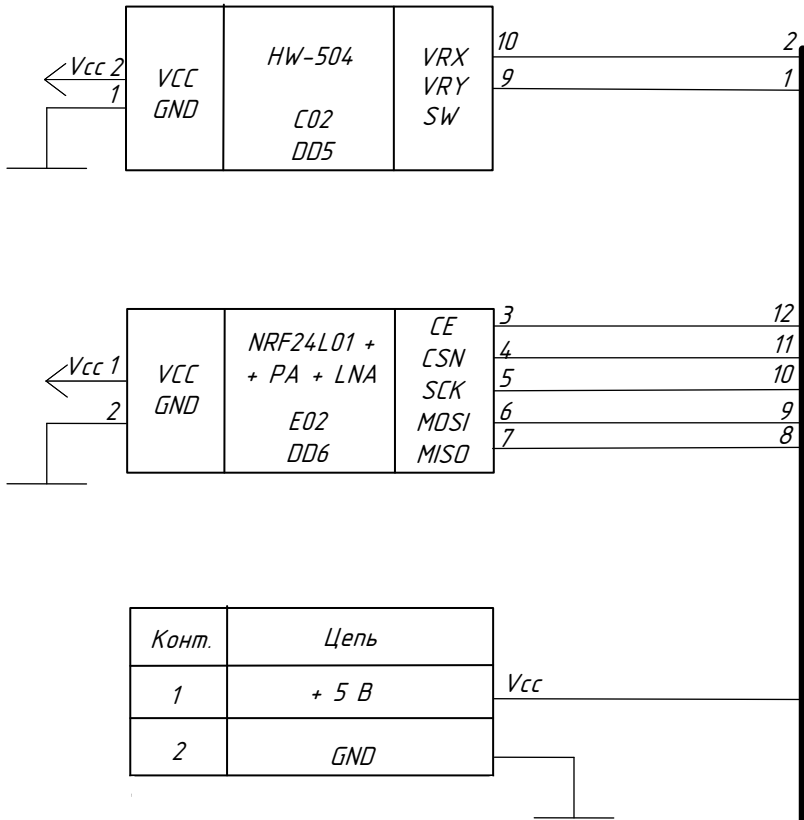 Vcc 2
1
VCC
GND
HW-504
C02
DD5
VRX
VRY
SW
10 2
9 1
Vcc 1
2
VCC
GND
NRF24L01 +
+ PA + LNA
E02
DD6
CE
CSN
SCK
MOSI
MISO
3 12
4 11
5 10
6 9
7 8
Конт. Цепь
1 + 5 В Vcc
2 GND